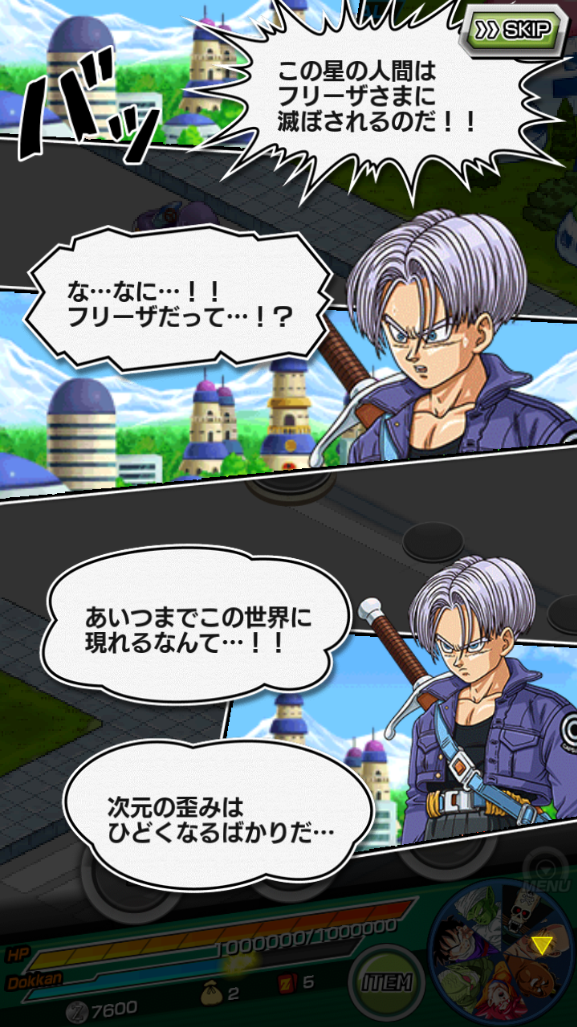 SKIP
この星の人間は
フリーザさまに
滅ぼされるのだ！！
バッ
な…なに…！！
フリーザだって…！？
あいつまでこの世界に
現れるなんて…！！
次元の歪みは
ひどくなるばかりだ…
MENU
HP
1000000/1000000
Dokkan
7600
2
5
ITEM